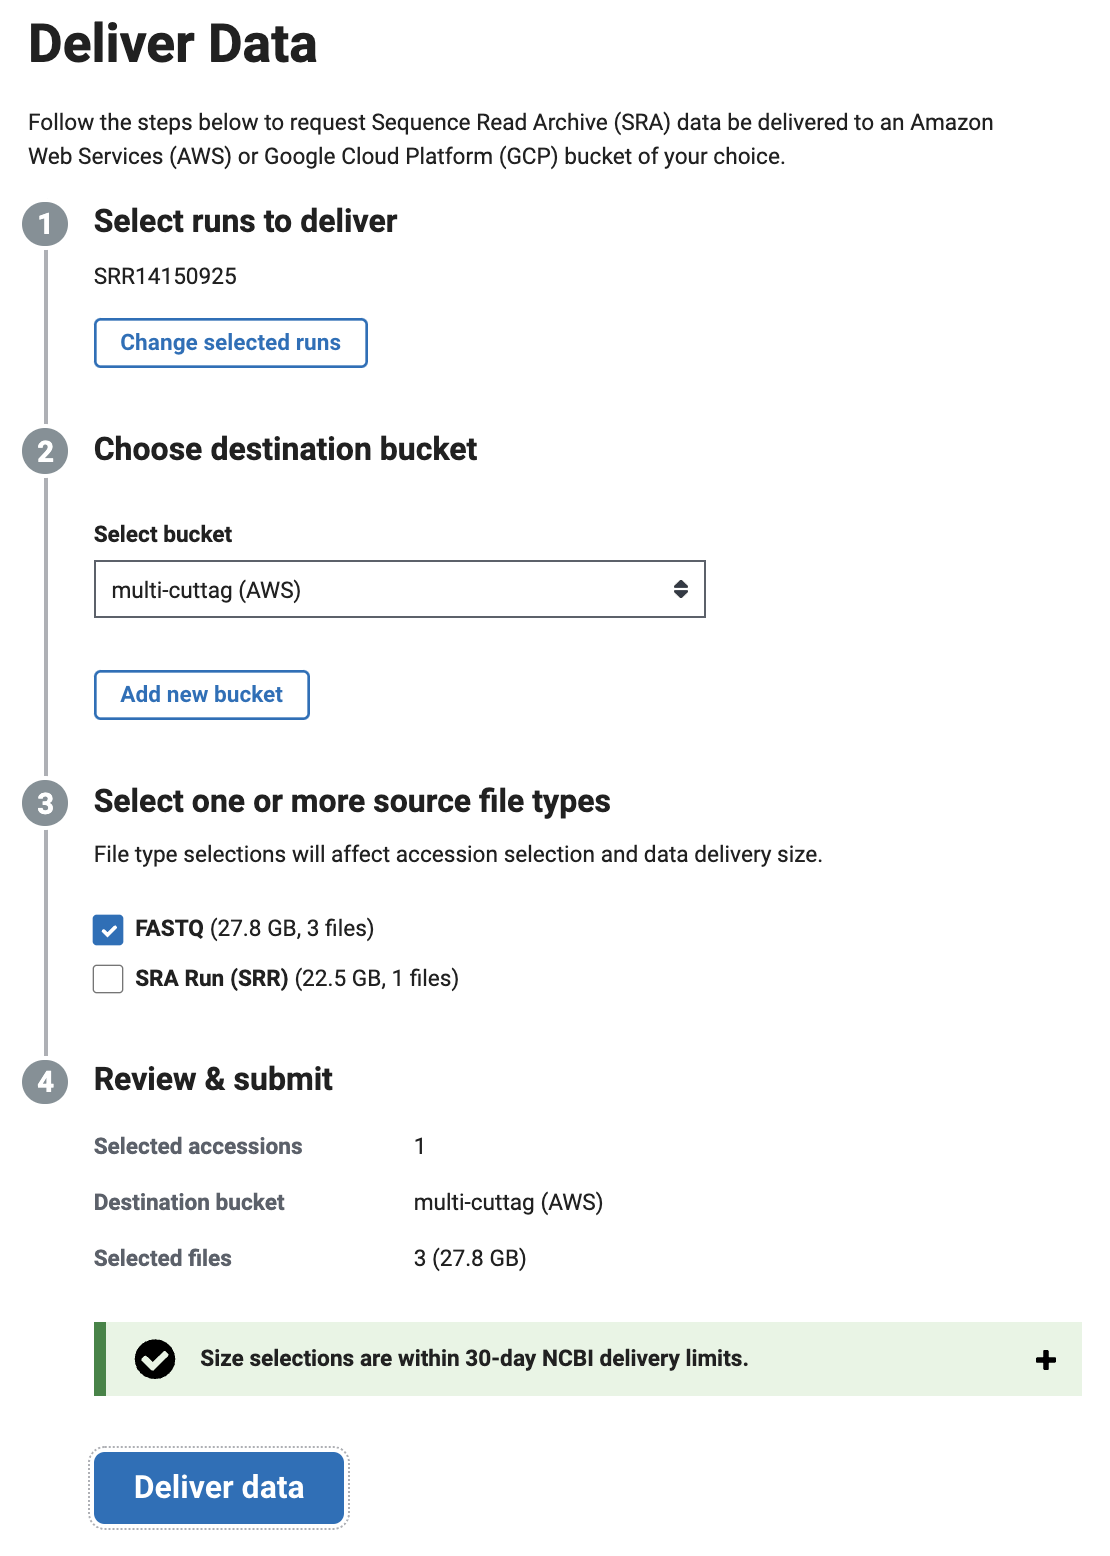 Deliver Data
Follow the steps below to request Sequence Read Archive (SRA) data be delivered to an Amazon
Web Services (AWS) or Google Cloud Platform (GCP) bucket of your choice.
1 Select runs to deliver
SRR14150925
Change selected runs
2 Choose destination bucket
Select bucket
multi-cuttag (AWS)
Add new bucket
3 Select one or more source file types
File type selections will affect accession selection and data delivery size.
FASTQ (27.8 GB, 3 files)
SRA Run (SRR) (22.5 GB, 1 files)
4 Review & submit
Selected accessions 1
Destination bucket multi-cuttag (AWS)
Selected files 3 (27.8 GB)
Size selections are within 30-day NCBI delivery limits. +
Deliver data